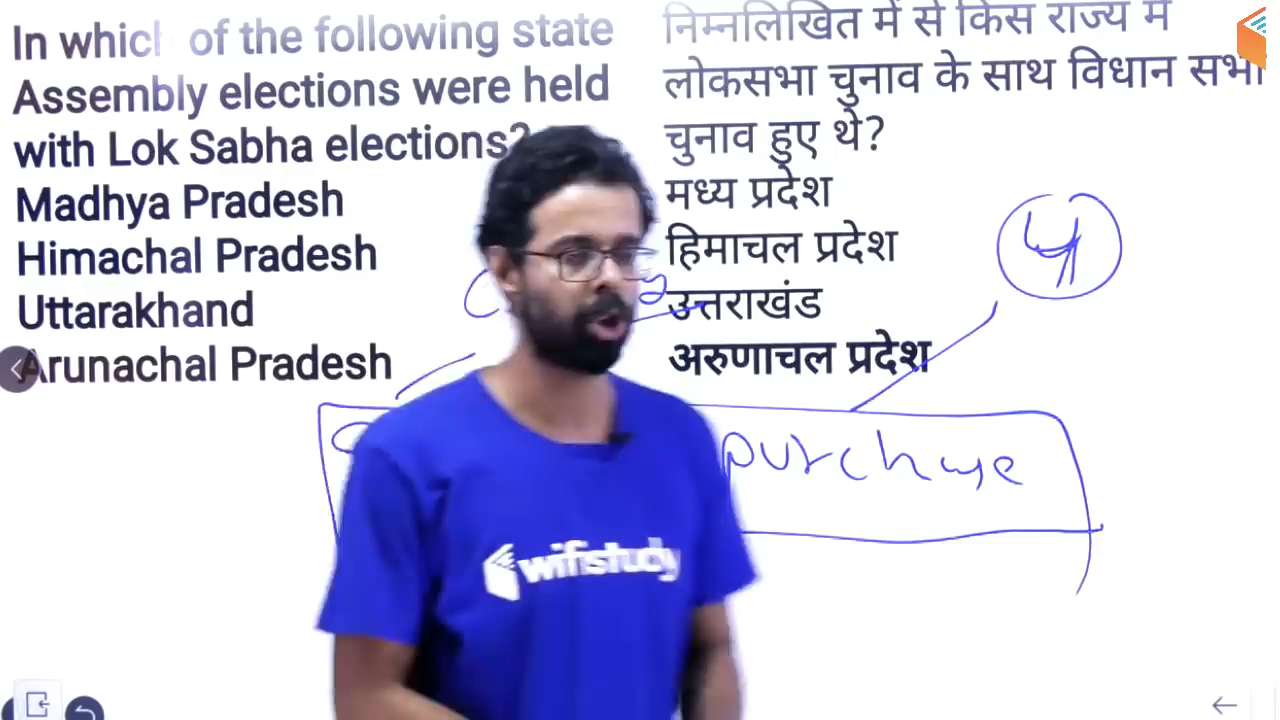 In which of the following state
Assembly elections were held
with Lok Sabha elections?
Madhya Pradesh
Himachal Pradesh
Uttarakhand
Arunachal Pradesh
निम्नलिखित में से किस राज्य में
लोकसभा चुनाव के साथ विधान सभा
चुनाव हुए थे?
मध्य प्रदेश
हिमाचल प्रदेश
उत्तराखंड
अरुणाचल प्रदेश
purchase
wifistudy